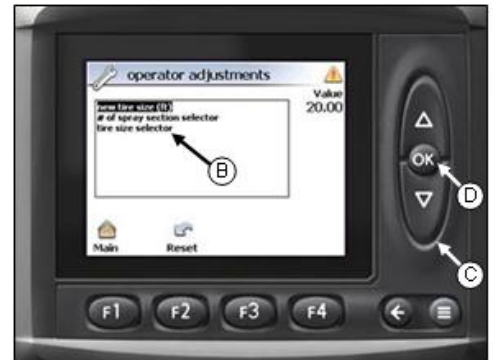 operator adjustments
Value
new tire size (ft)
20.00
# of spray section selector
tire size selector
B
OK
D
C
Main
Reset
F1
F2
F3
F4